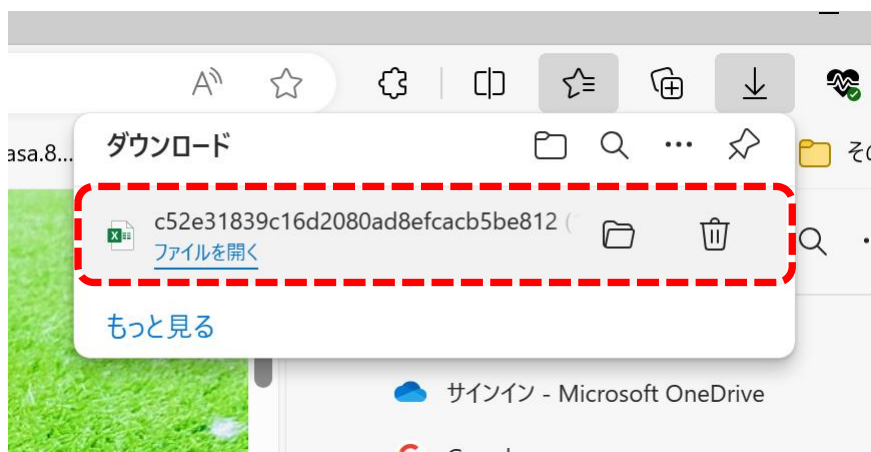 A
asa.8...
ダウンロード
そ
c52e31839c16d2080ad8efcacb5be812 (
ファイルを開く
もっと見る
サインイン - Microsoft OneDrive